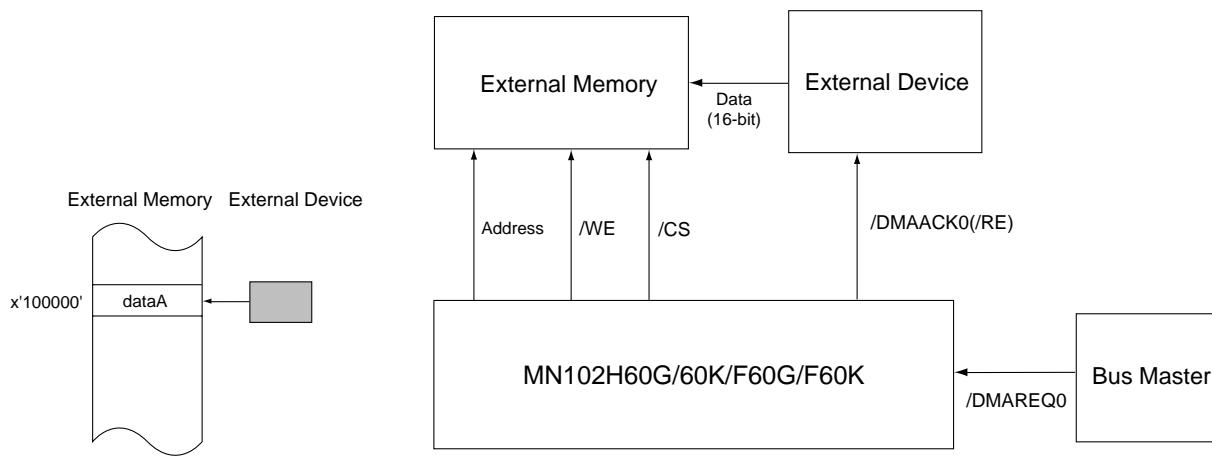 External Memory
External Device
Data
(16-bit)
External Memory External Device
Address
/WE
/CS
/DMAACK0(/RE)
x'100000'
dataA
MN102H60G/60K/F60G/F60K
/DMAREQ0
Bus Master